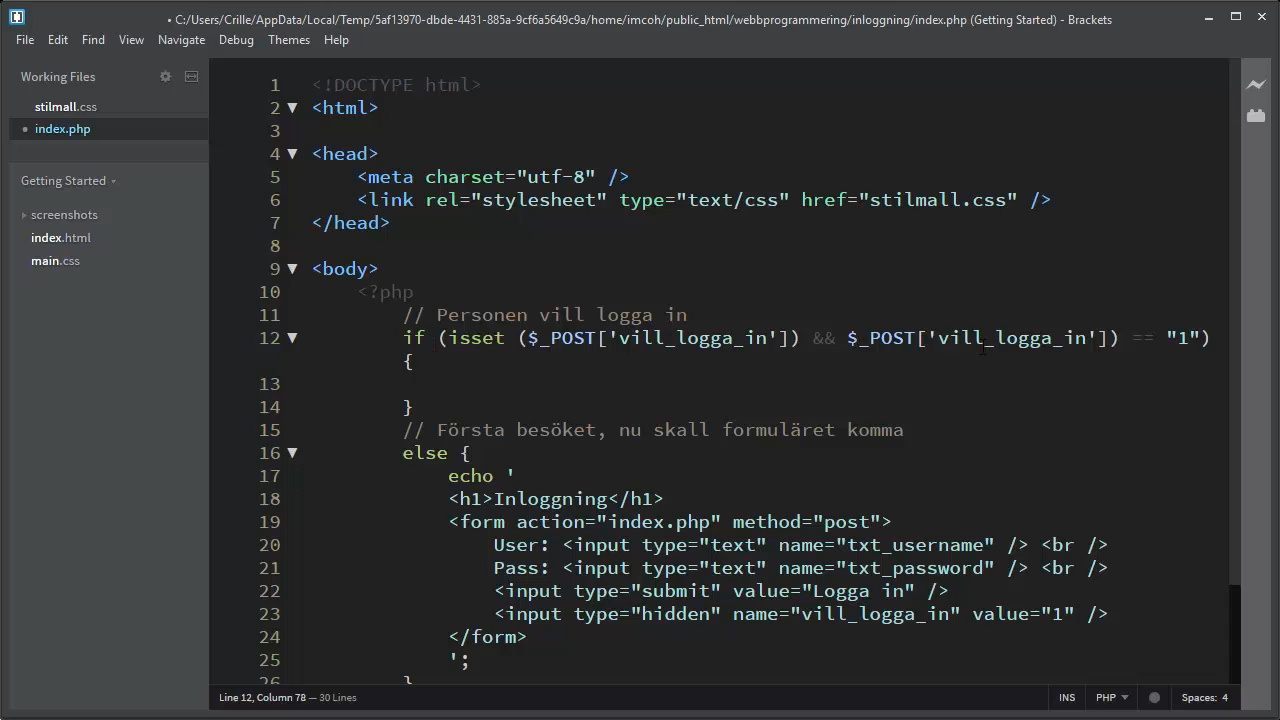 • C:/Users/Crille/AppData/Local/Temp/5af13970-dbde-4431-885a-9cf6a5649c9a/home/imcoh/public_html/webbprogrammering/inloggning/index.php (Getting Started) - Brackets
File Edit Find View Navigate Debug Themes Help
Working Files
stilmall.css
• index.php
Getting Started
screenshots
index.html
main.css
1 <!DOCTYPE html>
2 <html>
3
4 <head>
5 <meta charset="utf-8" />
6 <link rel="stylesheet" type="text/css" href="stilmall.css" />
7 </head>
8
9 <body>
10 <?php
11 // Personen vill logga in
12 if (isset ($_POST['vill_logga_in']) && $_POST['vill_logga_in']) == "1")
{
13
14 }
15 // Första besöket, nu skall formuläret komma
16 else {
17 echo '
18 <h1>Inloggning</h1>
19 <form action="index.php" method="post">
20 User: <input type="text" name="txt_username" /> <br />
21 Pass: <input type="text" name="txt_password" /> <br />
22 <input type="submit" value="Logga in" />
23 <input type="hidden" name="vill_logga_in" value="1" />
24 </form>
25 ';
26 }
Line 12, Column 78 — 30 Lines
INS PHP Spaces: 4